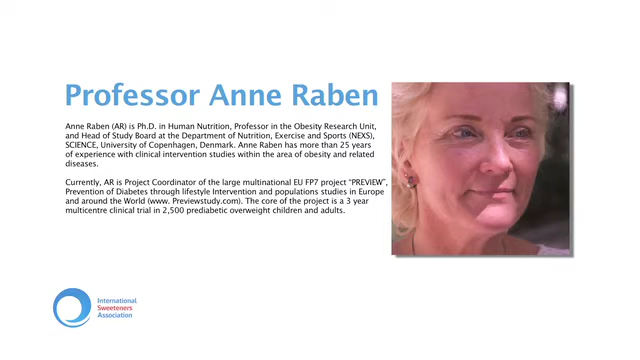 Professor Anne Raben
Anne Raben (AR) is Ph.D. in Human Nutrition, Professor in the Obesity Research Unit,
and Head of Study Board at the Department of Nutrition, Exercise and Sports (NEXS),
SCIENCE, University of Copenhagen, Denmark. Anne Raben has more than 25 years
of experience with clinical intervention studies within the area of obesity and related
diseases.
Currently, AR is Project Coordinator of the large multinational EU FP7 project “PREVIEW”,
Prevention of Diabetes through lifestyle Intervention and populations studies in Europe
and around the World (www. Previewstudy.com). The core of the project is a 3 year
multicentre clinical trial in 2,500 prediabetic overweight children and adults.
International
Sweeteners
Association